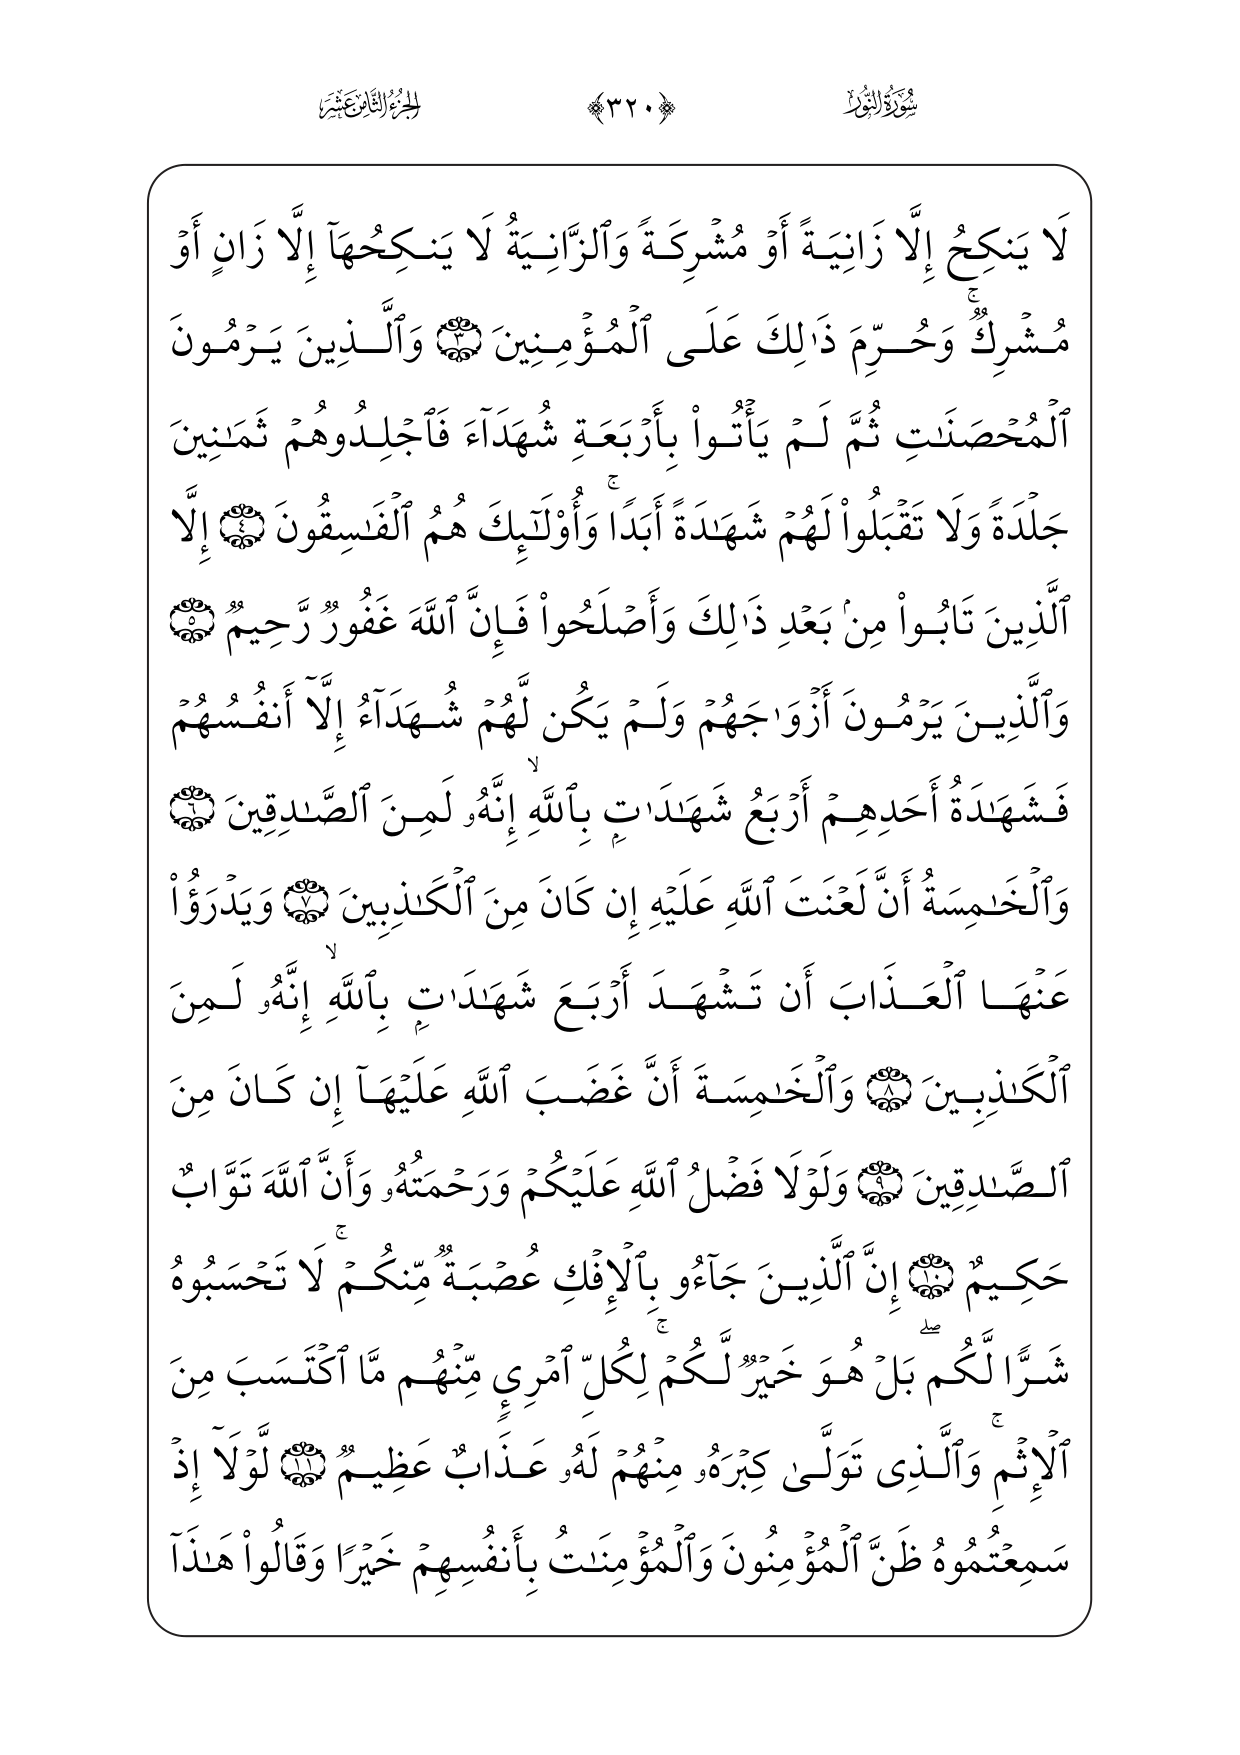 سُورَةُ النُّورِ ﴿٣٢٠﴾ الجُزْءُ الثَّامِنَ عَشَرَ
لَا يَنكِحُ إِلَّا زَانِيَةً أَوۡ مُشۡرِكَةً وَٱلزَّانِيَةُ لَا يَنكِحُهَآ إِلَّا زَانٍ أَوۡ
مُشۡرِكٌۚ وَحُرِّمَ ذَٰلِكَ عَلَى ٱلۡمُؤۡمِنِينَ ٣ وَٱلَّذِينَ يَرۡمُونَ
ٱلۡمُحۡصَنَٰتِ ثُمَّ لَمۡ يَأۡتُواْ بِأَرۡبَعَةِ شُهَدَآءَ فَٱجۡلِدُوهُمۡ ثَمَٰنِينَ
جَلۡدَةً وَلَا تَقۡبَلُواْ لَهُمۡ شَهَٰدَةً أَبَدًاۚ وَأُوْلَٰٓئِكَ هُمُ ٱلۡفَٰسِقُونَ ٤ إِلَّا
ٱلَّذِينَ تَابُواْ مِنۢ بَعۡدِ ذَٰلِكَ وَأَصۡلَحُواْ فَإِنَّ ٱللَّهَ غَفُورٌ رَّحِيمٌ ٥
وَٱلَّذِينَ يَرۡمُونَ أَزۡوَٰجَهُمۡ وَلَمۡ يَكُن لَّهُمۡ شُهَدَآءُ إِلَّآ أَنفُسُهُمۡ
فَشَهَٰدَةُ أَحَدِهِمۡ أَرۡبَعُ شَهَٰدَٰتِۭ بِٱللَّهِۙ إِنَّهُۥ لَمِنَ ٱلصَّٰدِقِينَ ٦
وَٱلۡخَٰمِسَةُ أَنَّ لَعۡنَتَ ٱللَّهِ عَلَيۡهِ إِن كَانَ مِنَ ٱلۡكَٰذِبِينَ ٧ وَيَدۡرَؤُاْ
عَنۡهَا ٱلۡعَذَابَ أَن تَشۡهَدَ أَرۡبَعَ شَهَٰدَٰتِۭ بِٱللَّهِۙ إِنَّهُۥ لَمِنَ
ٱلۡكَٰذِبِينَ ٨ وَٱلۡخَٰمِسَةَ أَنَّ غَضَبَ ٱللَّهِ عَلَيۡهَآ إِن كَانَ مِنَ
ٱلصَّٰدِقِينَ ٩ وَلَوۡلَا فَضۡلُ ٱللَّهِ عَلَيۡكُمۡ وَرَحۡمَتُهُۥ وَأَنَّ ٱللَّهَ تَوَّابٌ
حَكِيمٌ ١٠ إِنَّ ٱلَّذِينَ جَآءُو بِٱلۡإِفۡكِ عُصۡبَةٌ مِّنكُمۡۚ لَا تَحۡسَبُوهُ
شَرًّا لَّكُمۖ بَلۡ هُوَ خَيۡرٌ لَّكُمۡۚ لِكُلِّ ٱمۡرِيٍٕ مِّنۡهُم مَّا ٱكۡتَسَبَ مِنَ
ٱلۡإِثۡمِۚ وَٱلَّذِي تَوَلَّىٰ كِبۡرَهُۥ مِنۡهُمۡ لَهُۥ عَذَابٌ عَظِيمٌ ١١ لَّوۡلَآ إِذۡ
سَمِعۡتُمُوهُ ظَنَّ ٱلۡمُؤۡمِنُونَ وَٱلۡمُؤۡمِنَٰتُ بِأَنفُسِهِمۡ خَيۡرًا وَقَالُواْ هَٰذَآ